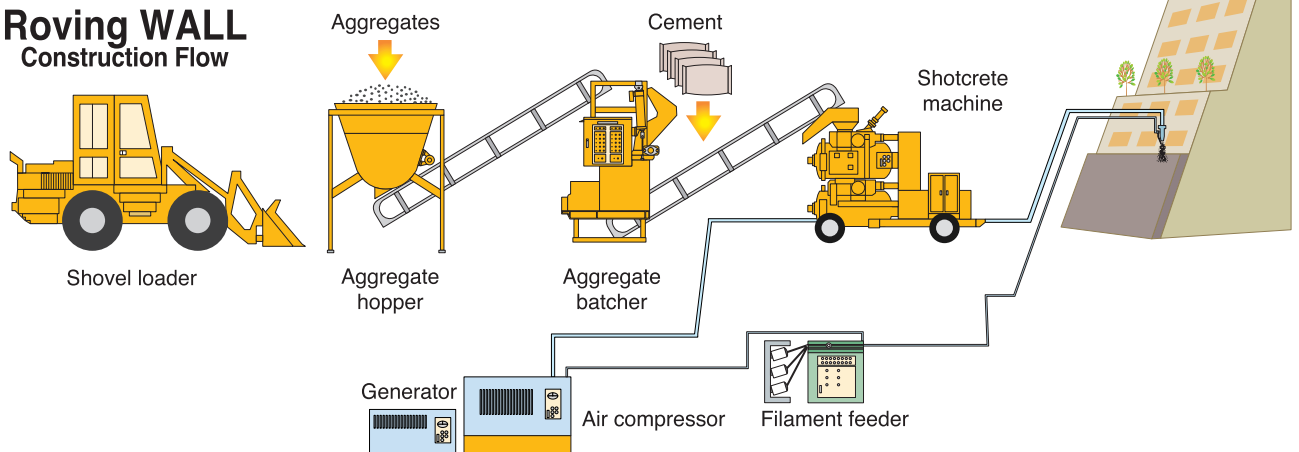 Roving WALL
Construction Flow
Aggregates
Cement
Shotcrete
machine
Shovel loader
Aggregate
hopper
Aggregate
batcher
Generator
Air compressor
Filament feeder